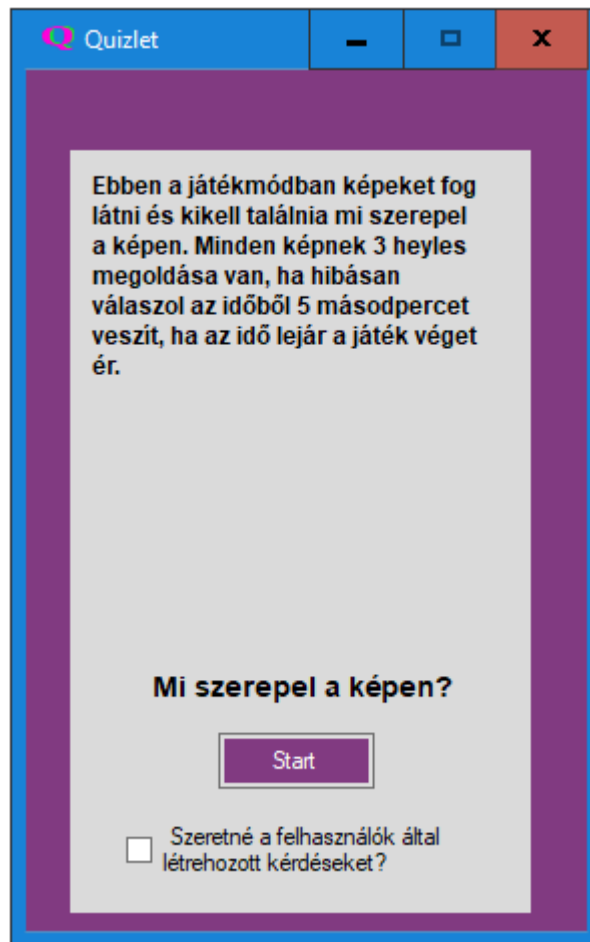 Q Quizlet
Ebben a játékmódban képeket fog
látni és kikell találnia mi szerepel
a képen. Minden képnek 3 heyles
megoldása van, ha hibásan
válaszol az időből 5 másodpercet
veszít, ha az idő lejár a játék véget
ér.
Mi szerepel a képen?
Start
Szeretné a felhasználók által
létrehozott kérdéseket?